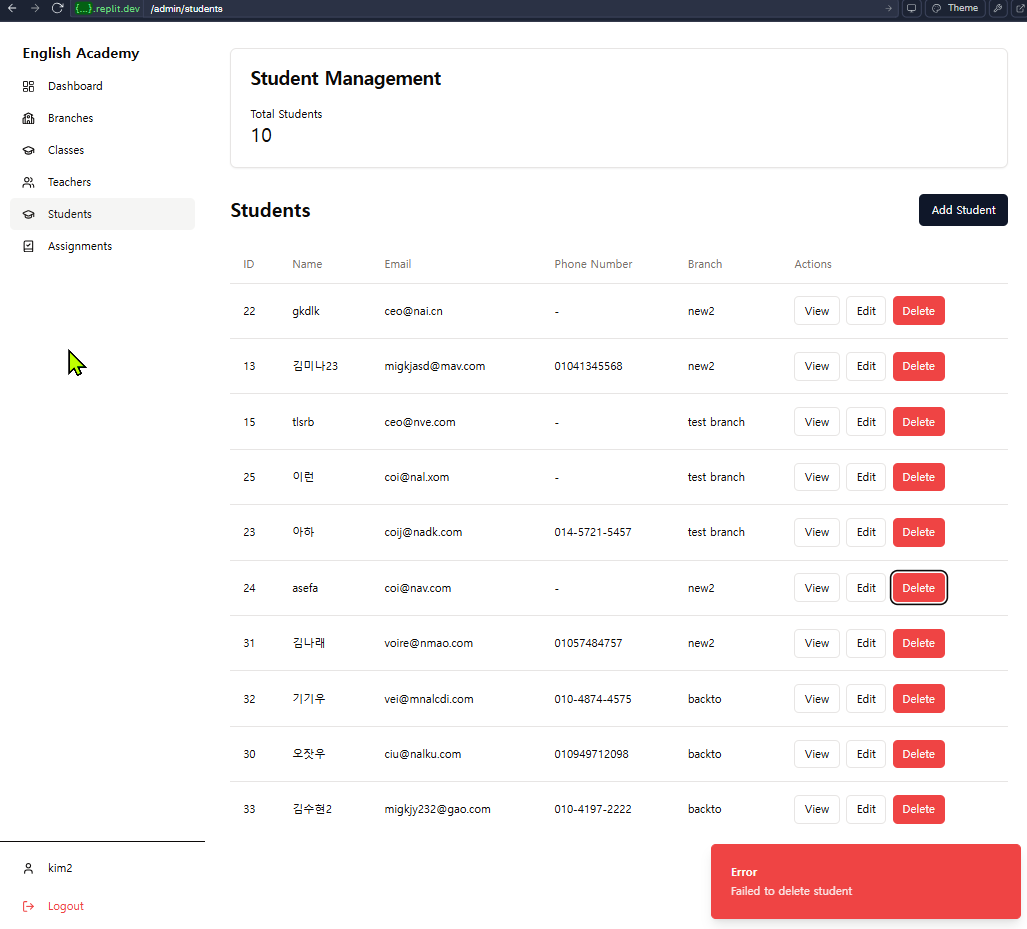 {...}.replit.dev /admin/students Theme
English Academy
Dashboard
Branches
Classes
Teachers
Students
Assignments
Student Management
Total Students
10
Students Add Student
ID Name Email Phone Number Branch Actions
22 gkdlk ceo@nai.cn - new2 View Edit Delete
13 김미나23 migkjasd@mav.com 01041345568 new2 View Edit Delete
15 tlsrb ceo@nve.com - test branch View Edit Delete
25 이런 coi@nal.xom - test branch View Edit Delete
23 아하 coij@nadk.com 014-5721-5457 test branch View Edit Delete
24 asefa coi@nav.com - new2 View Edit Delete
31 김나래 voire@nmao.com 01057484757 new2 View Edit Delete
32 기기우 vei@mnalcdi.com 010-4874-4575 backto View Edit Delete
30 오잣우 ciu@nalku.com 010949712098 backto View Edit Delete
33 김수현2 migkjy232@gao.com 010-4197-2222 backto View Edit Delete
kim2
Logout
Error
Failed to delete student